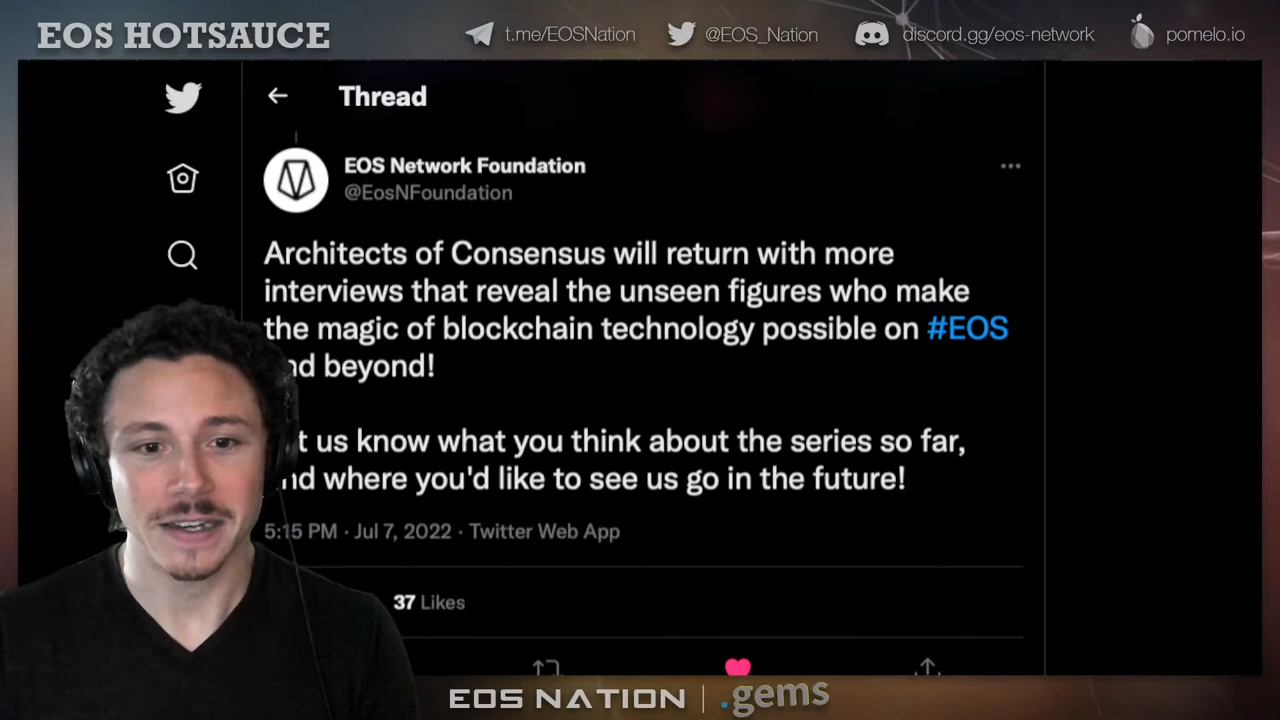 EOS HOTSAUCE
t.me/EOSNation
@EOS_Nation
discord.gg/eos-network
pomelo.io
Thread
EOS Network Foundation
@EosNFoundation
Architects of Consensus will return with more
interviews that reveal the unseen figures who make
the magic of blockchain technology possible on #EOS
nd beyond!
t us know what you think about the series so far,
nd where you'd like to see us go in the future!
5:15 PM · Jul 7, 2022 · Twitter Web App
37 Likes
EOS NATION | .gems